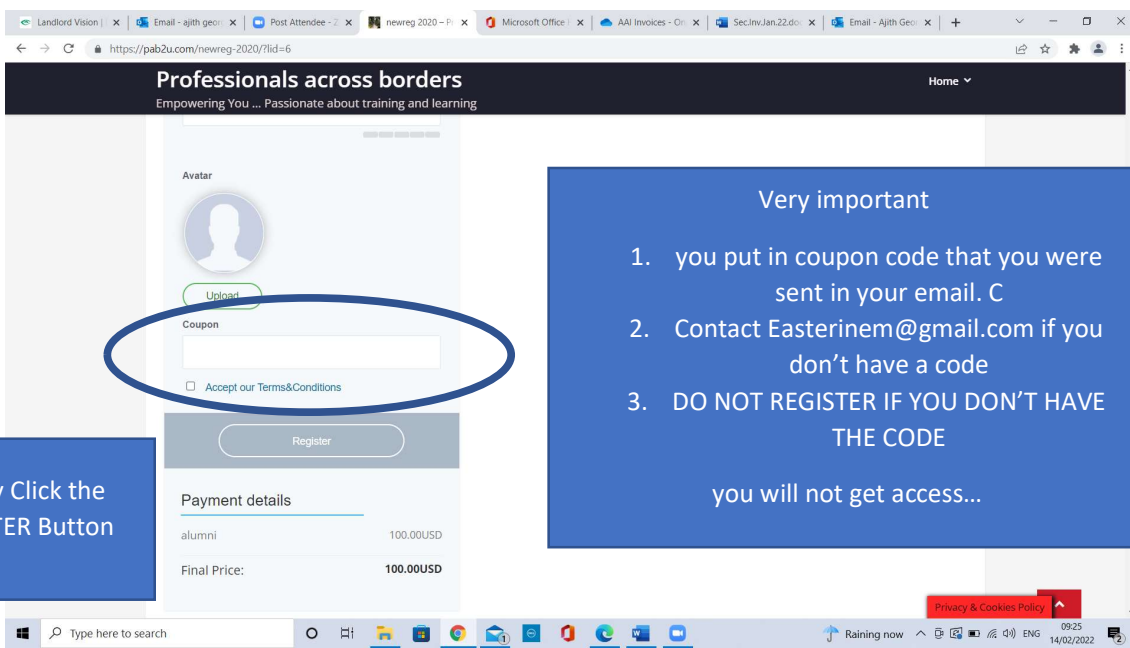 Landlord Vision |
Email - ajith geor
Post Attendee - Z
newreg 2020 – P
Microsoft Office
AAI Invoices - On
Sec.Inv.Jan.22.do
Email - Ajith Geo
https://pab2u.com/newreg-2020/?lid=6
Professionals across borders
Home
Empowering You ... Passionate about training and learning
Avatar
Upload
Coupon
Accept our Terms&Conditions
Register
Click the
TER Button
Payment details
alumni 100.00USD
Final Price: 100.00USD
Very important
1. you put in coupon code that you were
sent in your email. C
2. Contact Easterinem@gmail.com if you
don’t have a code
3. DO NOT REGISTER IF YOU DON’T HAVE
THE CODE
you will not get access…
Privacy & Cookies Policy
Type here to search
Raining now
ENG
09:25
14/02/2022